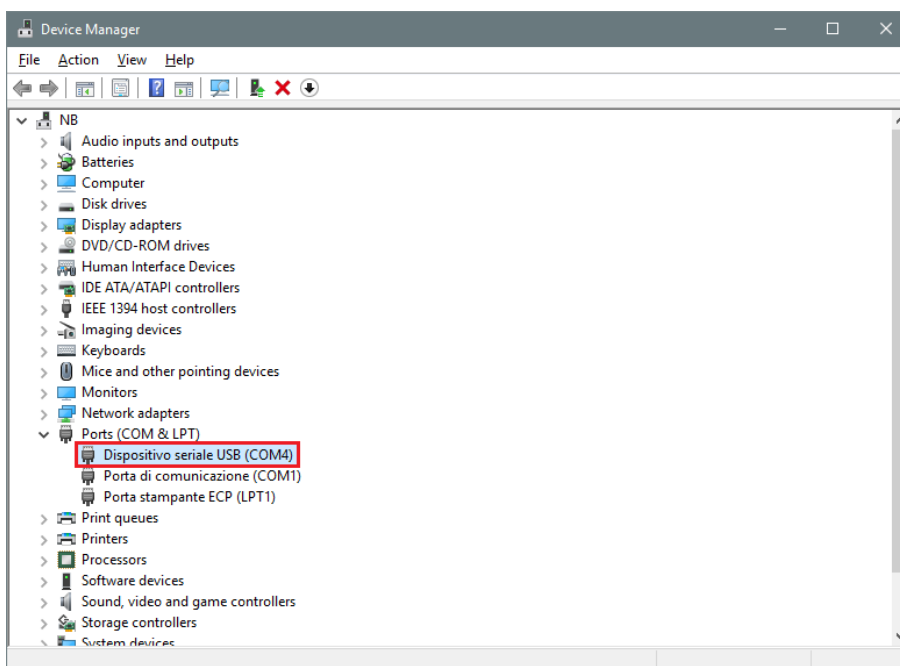 Device Manager
File Action View Help
NB
Audio inputs and outputs
Batteries
Computer
Disk drives
Display adapters
DVD/CD-ROM drives
Human Interface Devices
IDE ATA/ATAPI controllers
IEEE 1394 host controllers
Imaging devices
Keyboards
Mice and other pointing devices
Monitors
Network adapters
Ports (COM & LPT)
Dispositivo seriale USB (COM4)
Porta di comunicazione (COM1)
Porta stampante ECP (LPT1)
Print queues
Printers
Processors
Software devices
Sound, video and game controllers
Storage controllers
System devices